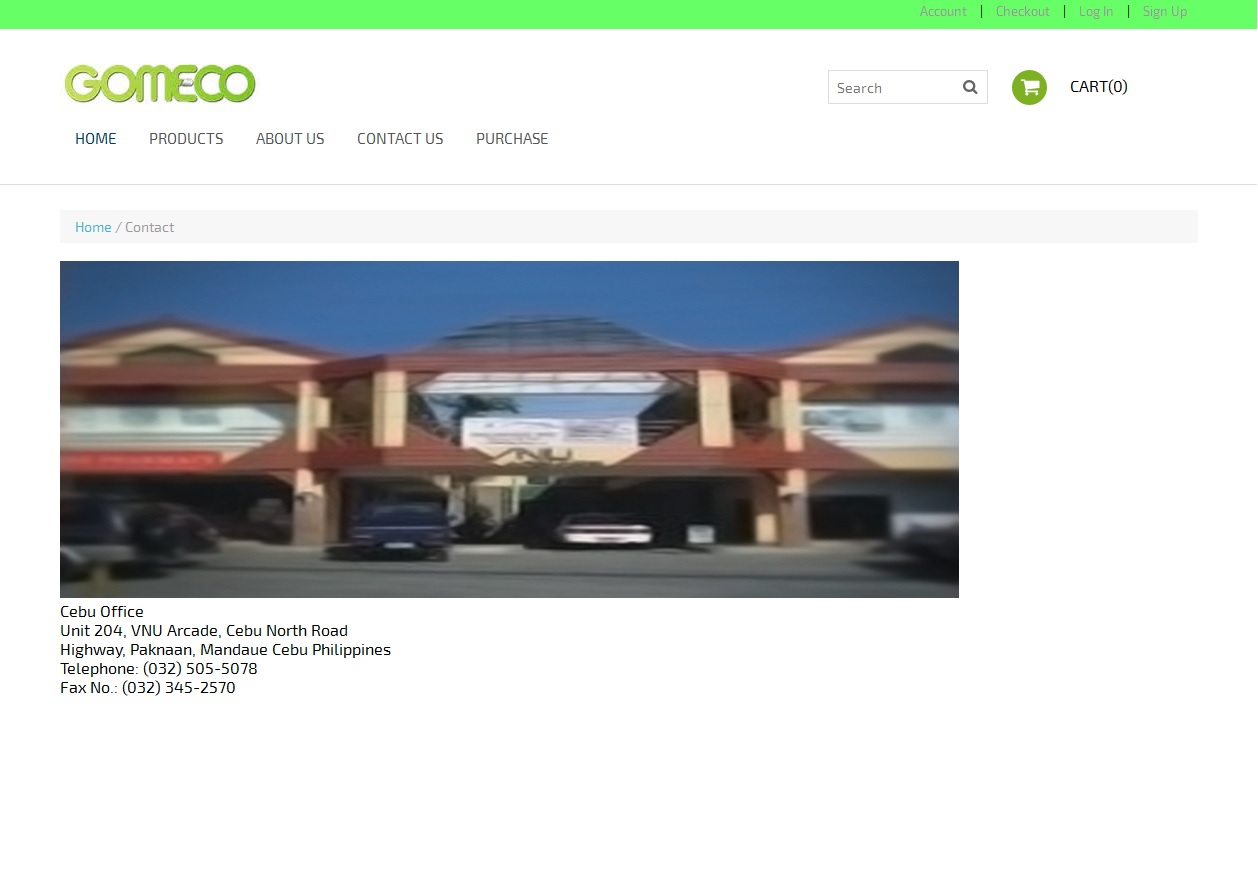 Account | Checkout | Log In | Sign Up
GOMECO
Search
CART(0)
HOME PRODUCTS ABOUT US CONTACT US PURCHASE
Home / Contact
VNU
Cebu Office
Unit 204, VNU Arcade, Cebu North Road
Highway, Paknaan, Mandaue Cebu Philippines
Telephone: (032) 505-5078
Fax No.: (032) 345-2570